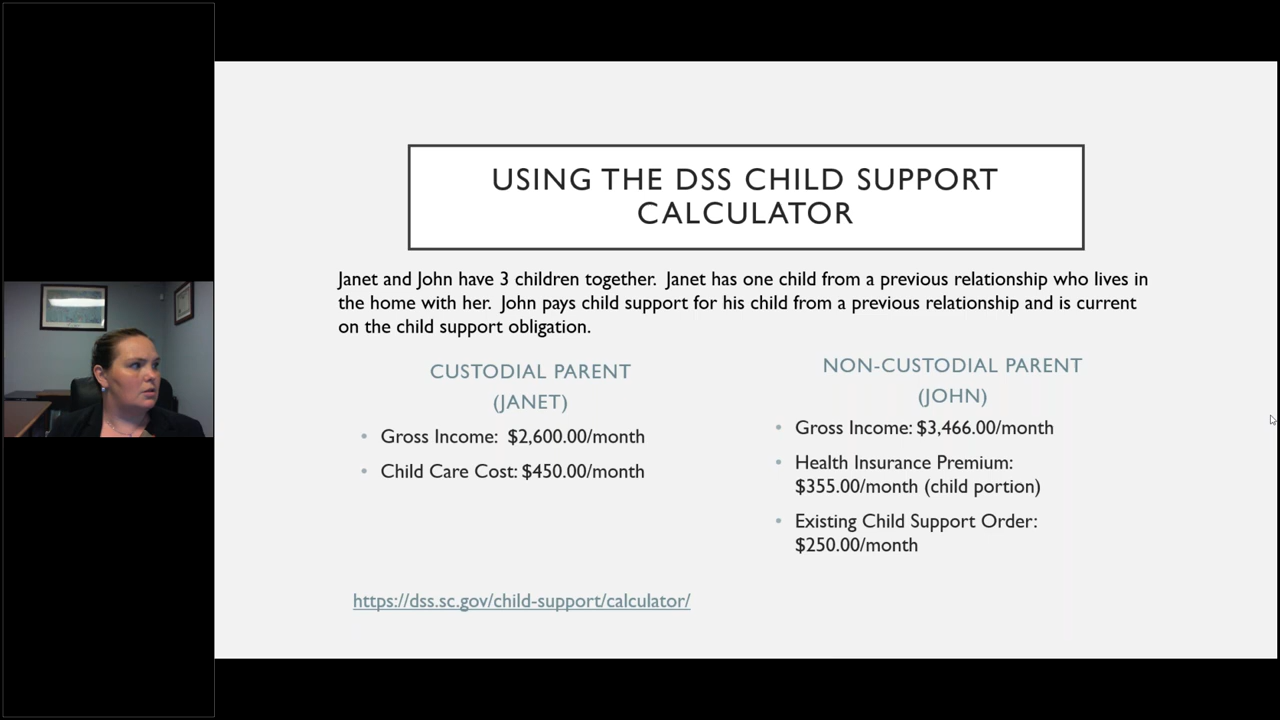 USING THE DSS CHILD SUPPORT
CALCULATOR
Janet and John have 3 children together. Janet has one child from a previous relationship who lives in
the home with her. John pays child support for his child from a previous relationship and is current
on the child support obligation.
CUSTODIAL PARENT
(JANET)
• Gross Income: $2,600.00/month
• Child Care Cost: $450.00/month
NON-CUSTODIAL PARENT
(JOHN)
• Gross Income: $3,466.00/month
• Health Insurance Premium:
$355.00/month (child portion)
• Existing Child Support Order:
$250.00/month
https://dss.sc.gov/child-support/calculator/